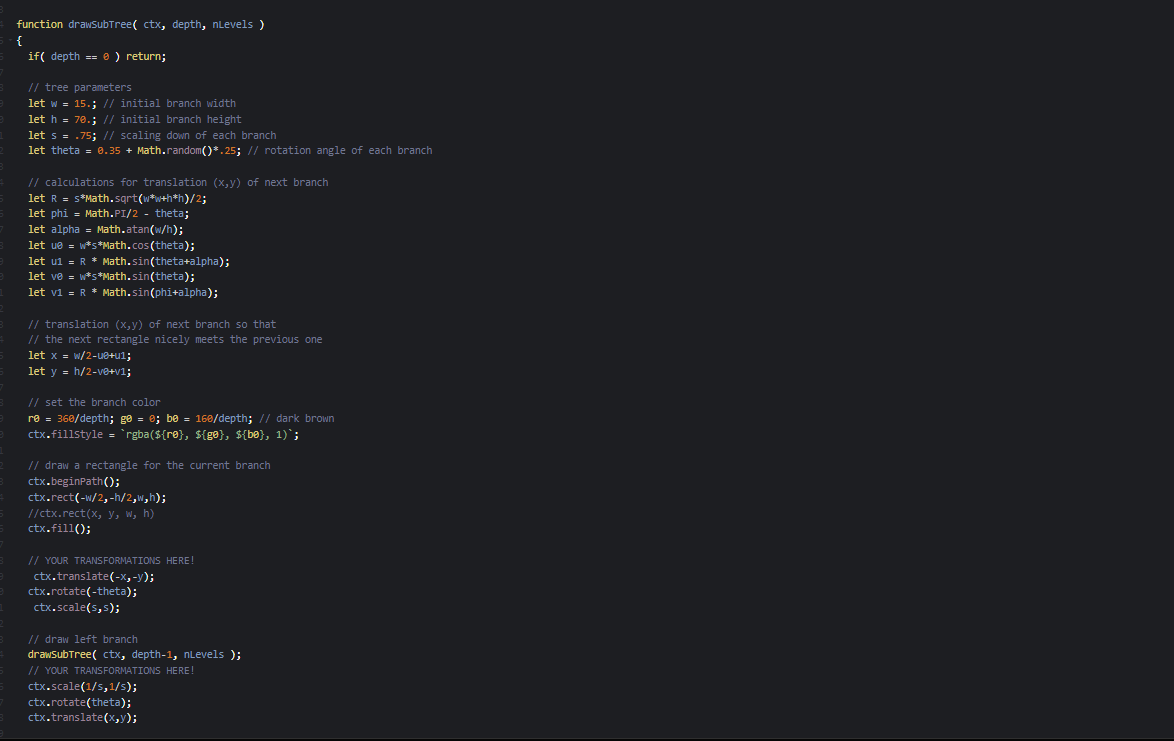 function drawSubTree( ctx, depth, nLevels )
{
if( depth == 0 ) return;
// tree parameters
let w = 15.; // initial branch width
let h = 70.; // initial branch height
let s = .75; // scaling down of each branch
let theta = 0.35 + Math.random()*.25; // rotation angle of each branch
// calculations for translation (x,y) of next branch
let R = s*Math.sqrt(w*w+h*h)/2;
let phi = Math.PI/2 - theta;
let alpha = Math.atan(w/h);
let u0 = w*s*Math.cos(theta);
let u1 = R * Math.sin(theta+alpha);
let v0 = w*s*Math.sin(theta);
let v1 = R * Math.sin(phi+alpha);
// translation (x,y) of next branch so that
// the next rectangle nicely meets the previous one
let x = w/2-u0+u1;
let y = h/2-v0+v1;
// set the branch color
r0 = 360/depth; g0 = 0; b0 = 160/depth; // dark brown
ctx.fillStyle = `rgba(${r0}, ${g0}, ${b0}, 1)`;
// draw a rectangle for the current branch
ctx.beginPath();
ctx.rect(-w/2,-h/2,w,h);
//ctx.rect(x, y, w, h)
ctx.fill();
// YOUR TRANSFORMATIONS HERE!
ctx.translate(-x,-y);
ctx.rotate(-theta);
ctx.scale(s,s);
// draw left branch
drawSubTree( ctx, depth-1, nLevels );
// YOUR TRANSFORMATIONS HERE!
ctx.scale(1/s,1/s);
ctx.rotate(theta);
ctx.translate(x,y);